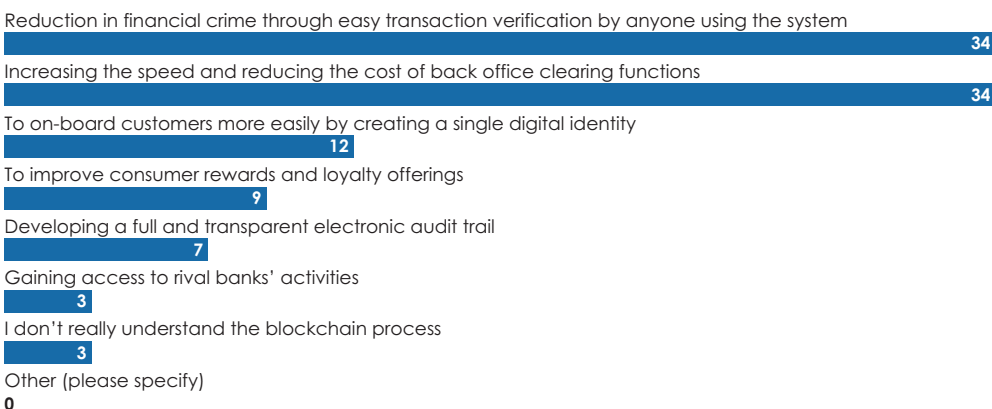 Reduction in financial crime through easy transaction verification by anyone using the system
34
Increasing the speed and reducing the cost of back office clearing functions
34
To on-board customers more easily by creating a single digital identity
12
To improve consumer rewards and loyalty offerings
9
Developing a full and transparent electronic audit trail
7
Gaining access to rival banks’ activities
3
I don’t really understand the blockchain process
3
Other (please specify)
0